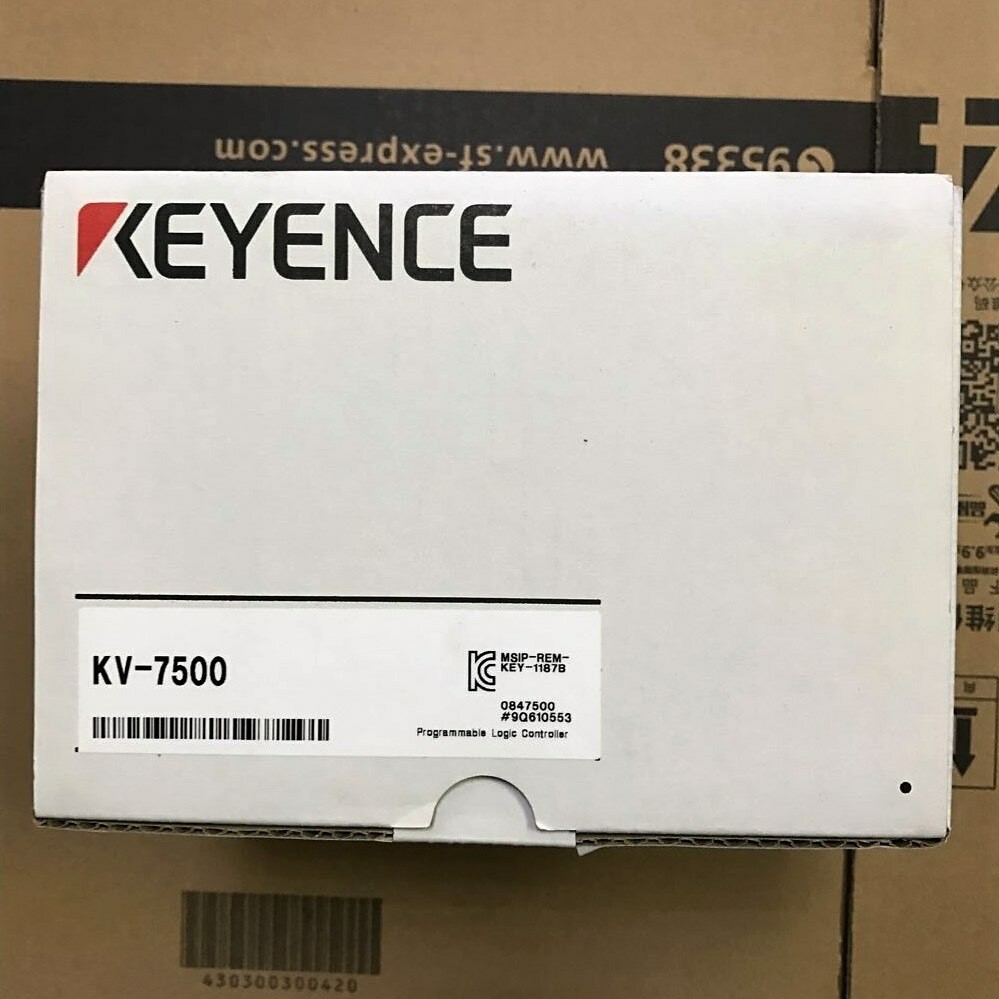 www.sf-express.com 95338
KEYENCE
KV-7500
MSIP-REM-
KEY-1187B
0847500
#9Q610553
Programmable Logic Controller
430300300420